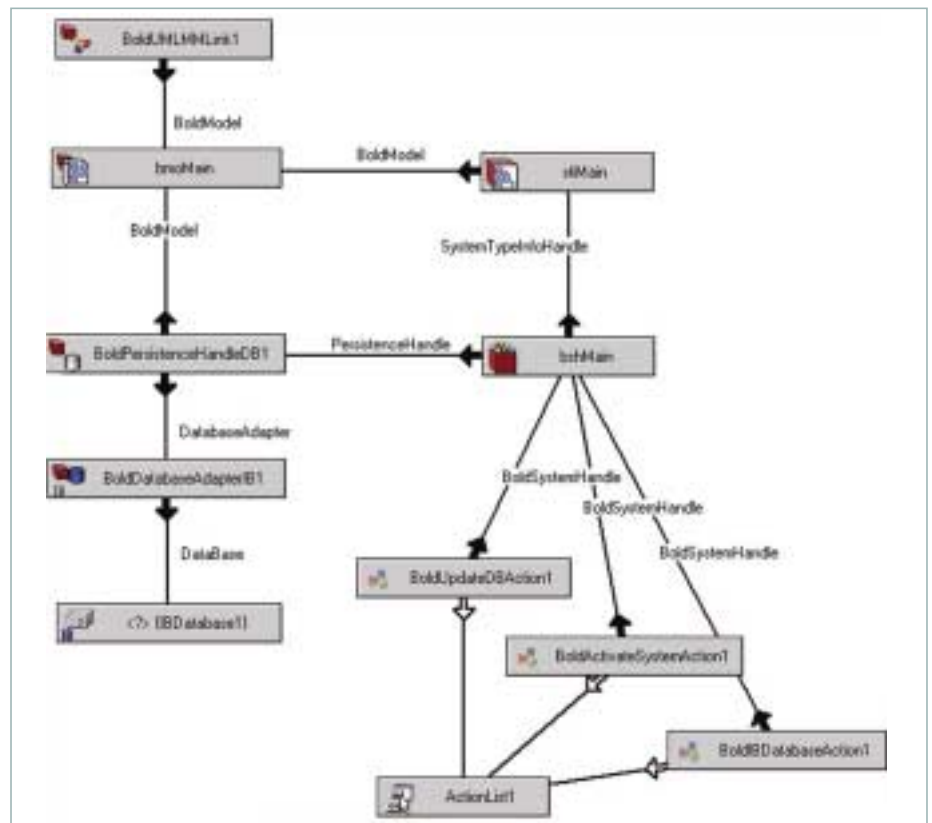 BoldUMLMMLink1
BoldModel
bmoMain
BoldModel
stiMain
BoldModel
SystemTypeInfoHandle
BoldPersistenceHandleDB1
PersistenceHandle
bshMain
DatabaseAdapter
BoldDatabaseAdapterIB1
BoldSystemHandle
BoldSystemHandle
BoldSystemHandle
DataBase
BoldUpdateDBAction1
<?> (IBDatabase1)
BoldActivateSystemAction1
BoldIBDatabaseAction1
ActionList1